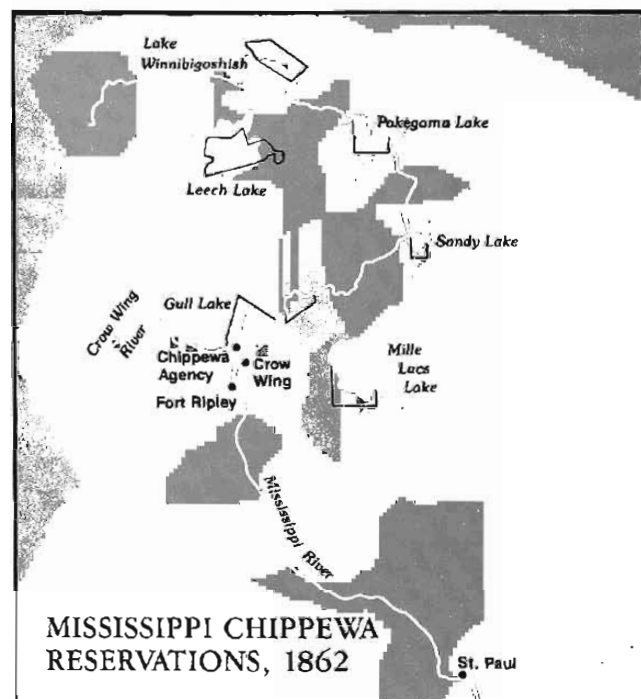 Lake
Winnibigoshish
Pokegama Lake
Leech Lake
Sandy Lake
Gull Lake
Crow Wing
River
Chippewa
Agency
Crow
Wing
Fort Ripley
Mille
Lacs
Lake
Mississippi River
MISSISSIPPI CHIPPEWA
RESERVATIONS, 1862
St. Paul